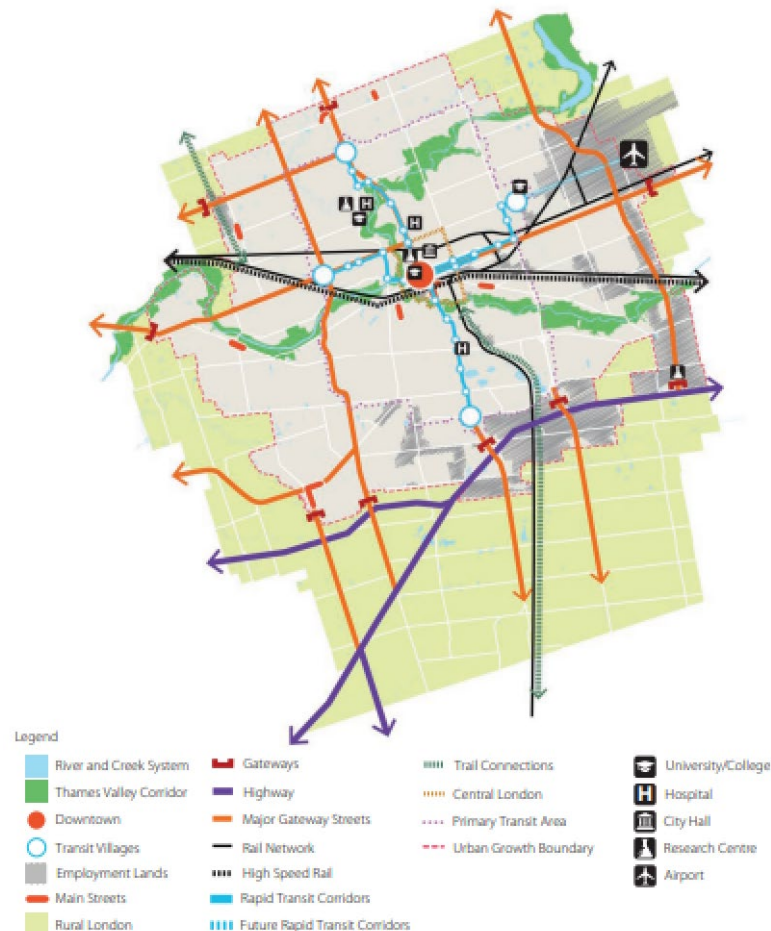 H
H
H
Legend
River and Creek System
Thames Valley Corridor
Downtown
Transit Villages
Employment Lands
Main Streets
Rural London
Gateways
Highway
Major Gateway Streets
Rail Network
High Speed Rail
Rapid Transit Corridors
Future Rapid Transit Corridors
Trail Connections
Central London
Primary Transit Area
Urban Growth Boundary
University/College
H Hospital
City Hall
Research Centre
Airport